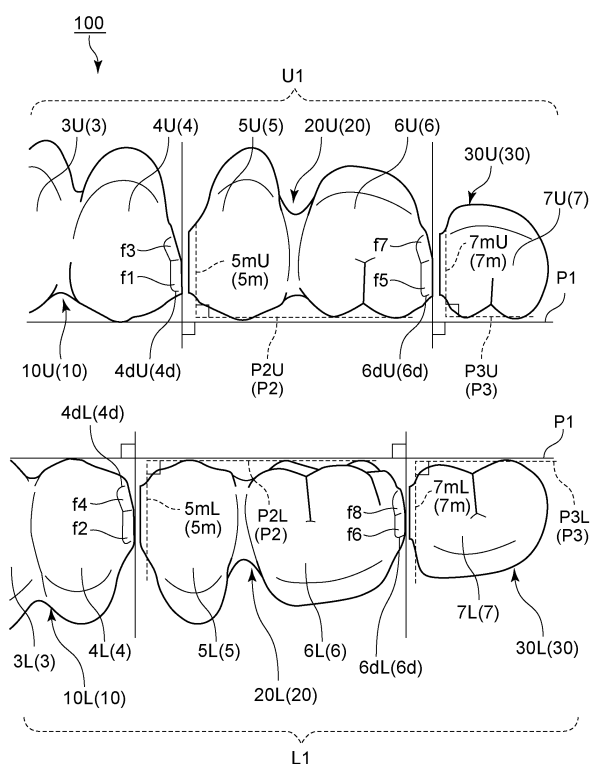 100
U1
3U(3)
4U(4)
5U(5)
20U(20)
6U(6)
30U(30)
7U(7)
f3
f1
5mU
(5m)
f7
f5
7mU
(7m)
P1
10U(10)
4dU(4d)
P2U
(P2)
6dU(6d)
P3U
(P3)
4dL(4d)
P1
f4
f2
5mL
(5m)
P2L
(P2)
f8
f6
7mL
(7m)
P3L
(P3)
3L(3)
4L(4)
10L(10)
5L(5)
20L(20)
6L(6)
6dL(6d)
7L(7)
30L(30)
L1